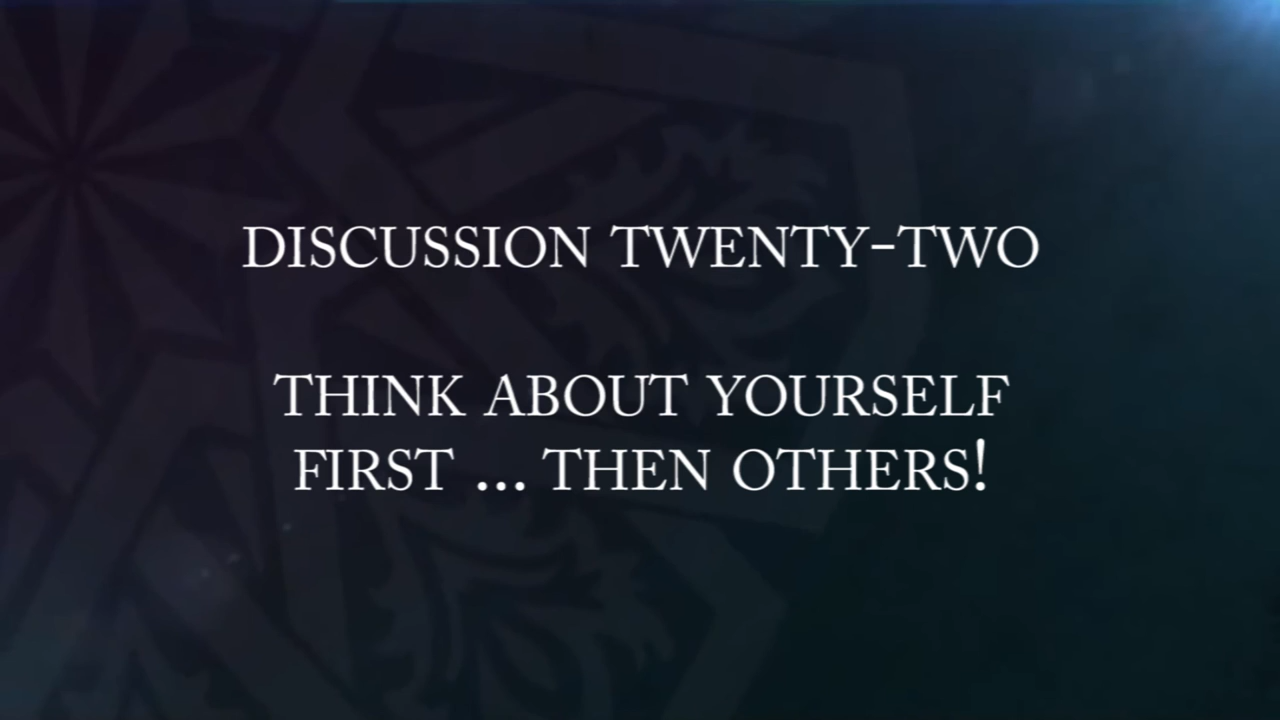 DISCUSSION TWENTY-TWO
THINK ABOUT YOURSELF
FIRST ... THEN OTHERS!